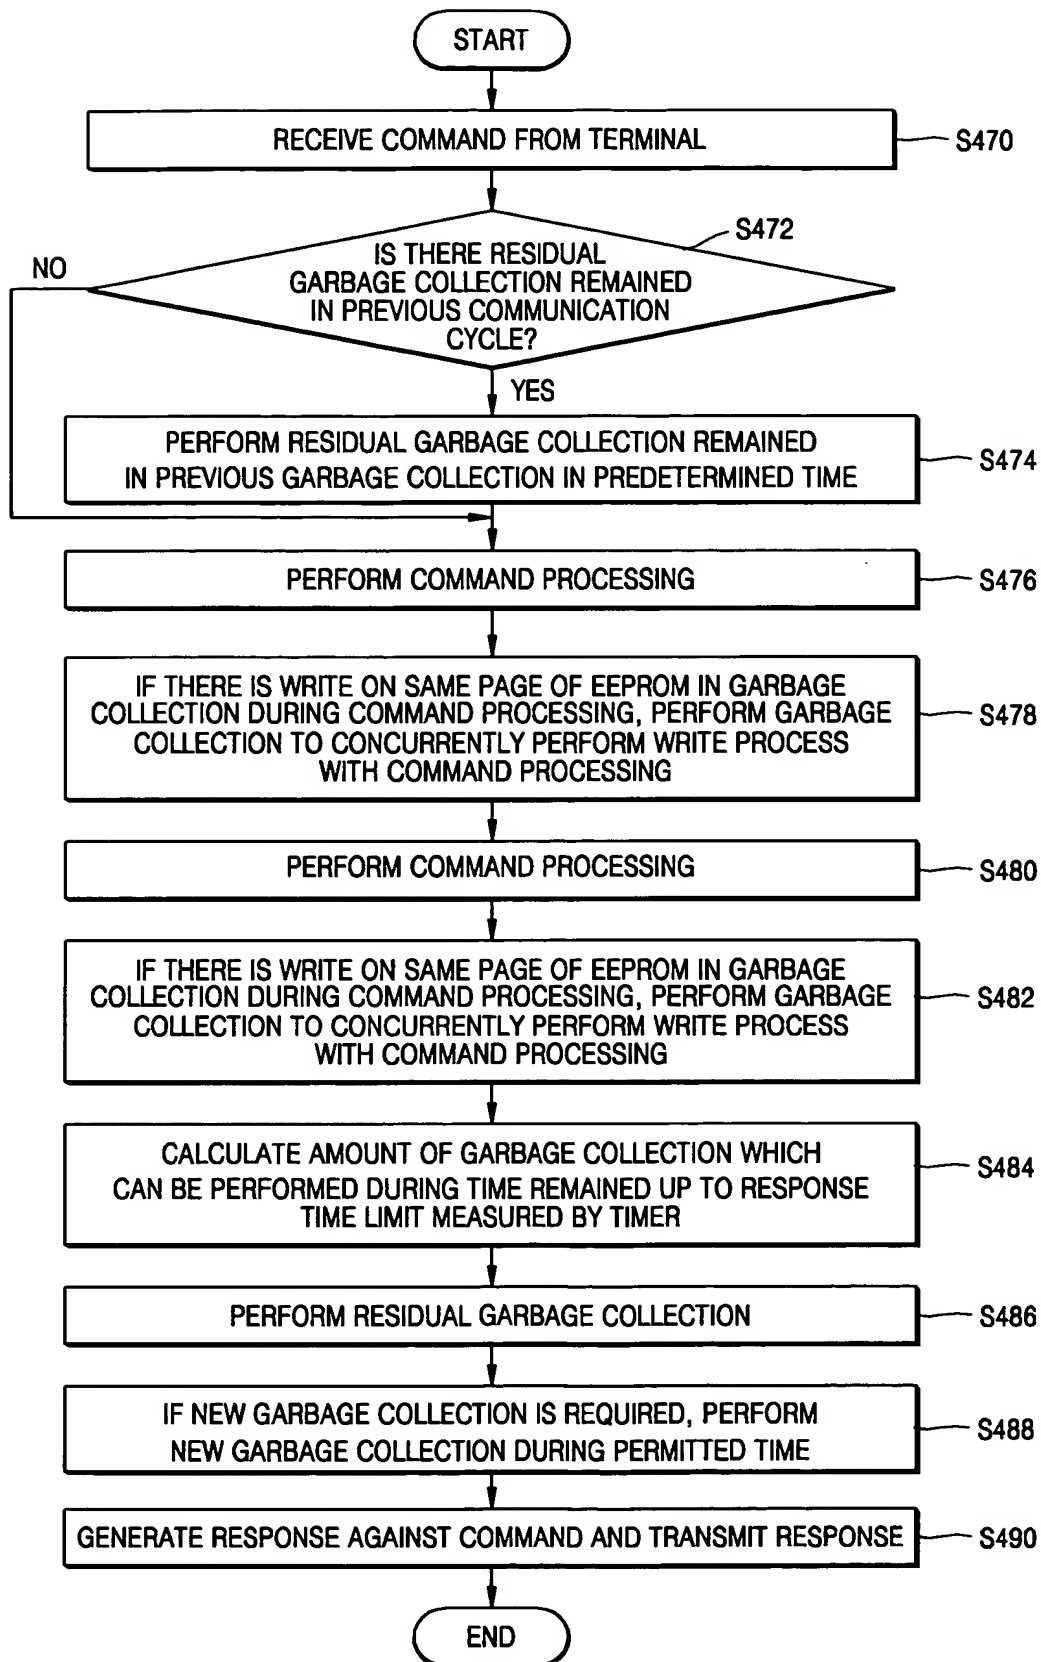 START
RECEIVE COMMAND FROM TERMINAL
S470
S472
IS THERE RESIDUAL
NO
GARBAGE COLLECTION REMAINED
IN PREVIOUS COMMUNICATION
CYCLE?
YES
PERFORM RESIDUAL GARBAGE COLLECTION REMAINED
IN PREVIOUS GARBAGE COLLECTION IN PREDETERMINED TIME
S474
PERFORM COMMAND PROCESSING
S476
IF THERE IS WRITE ON SAME PAGE OF EEPROM IN GARBAGE
COLLECTION DURING COMMAND PROCESSING, PERFORM GARBAGE
COLLECTION TO CONCURRENTLY PERFORM WRITE PROCESS
WITH COMMAND PROCESSING
S478
PERFORM COMMAND PROCESSING
S480
IF THERE IS WRITE ON SAME PAGE OF EEPROM IN GARBAGE
COLLECTION DURING COMMAND PROCESSING, PERFORM GARBAGE
COLLECTION TO CONCURRENTLY PERFORM WRITE PROCESS
WITH COMMAND PROCESSING
S482
CALCULATE AMOUNT OF GARBAGE COLLECTION WHICH
CAN BE PERFORMED DURING TIME REMAINED UP TO RESPONSE
TIME LIMIT MEASURED BY TIMER
S484
PERFORM RESIDUAL GARBAGE COLLECTION
S486
IF NEW GARBAGE COLLECTION IS REQUIRED, PERFORM
NEW GARBAGE COLLECTION DURING PERMITTED TIME
S488
GENERATE RESPONSE AGAINST COMMAND AND TRANSMIT RESPONSE
S490
END